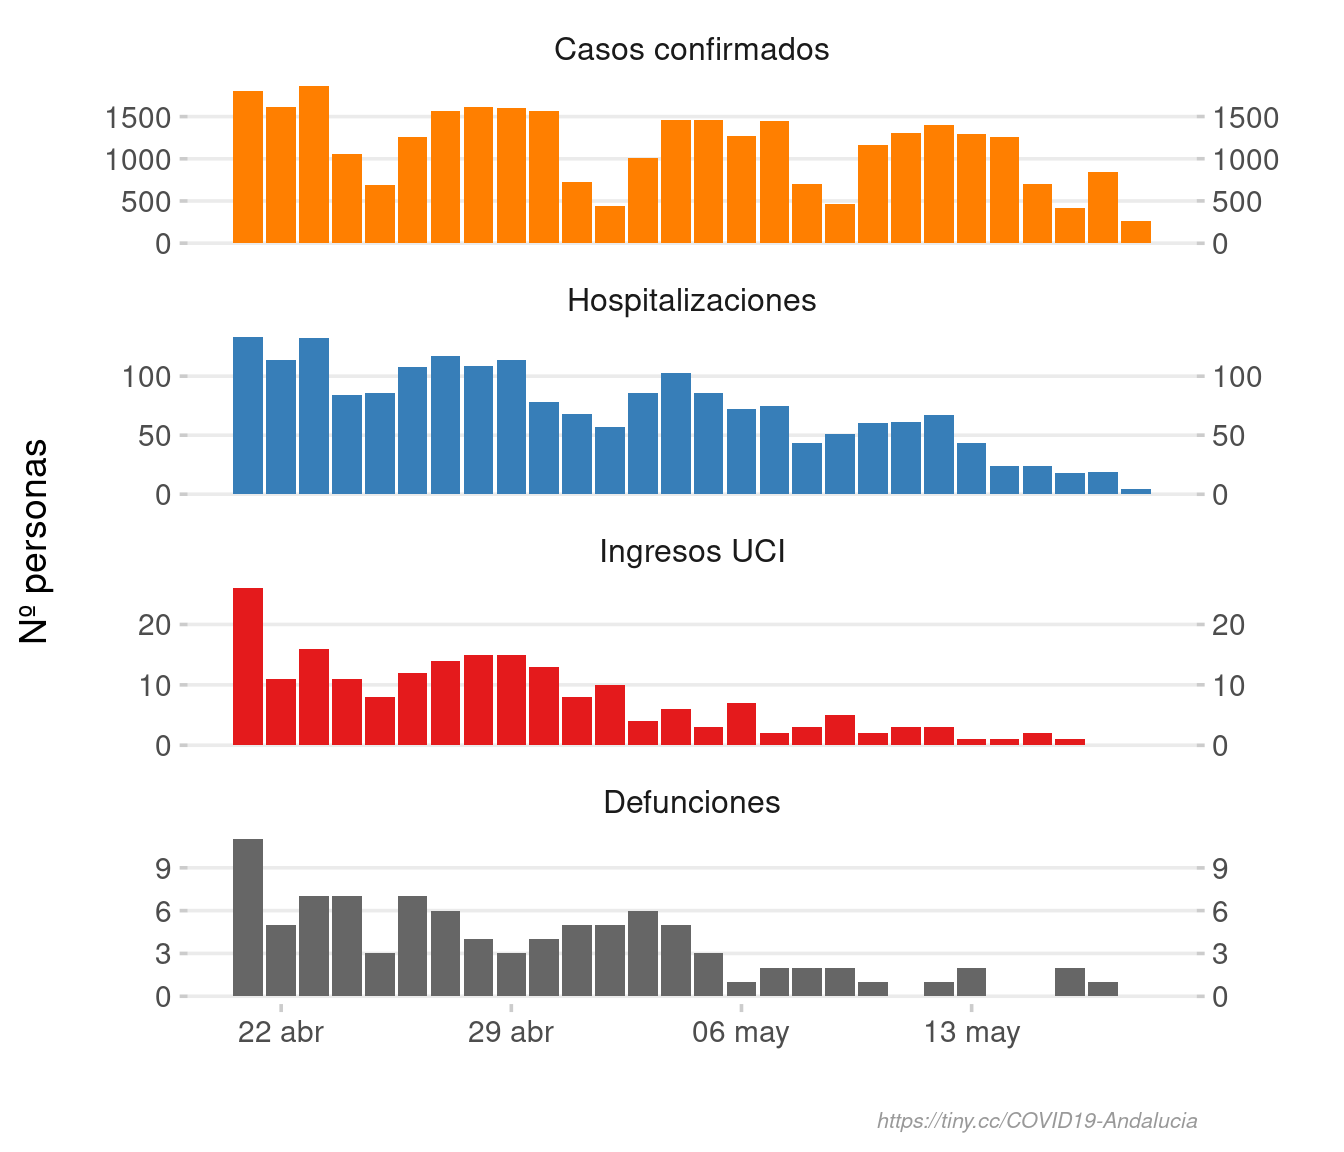 Casos confirmados
1500 1500
1000 1000
500 500
0 0
Hospitalizaciones
100 100
50 50
0 0
Nº personas
Ingresos UCI
20 20
10 10
0 0
Defunciones
9 9
6 6
3 3
0 0
22 abr 29 abr 06 may 13 may
https://tiny.cc/COVID19-Andalucia